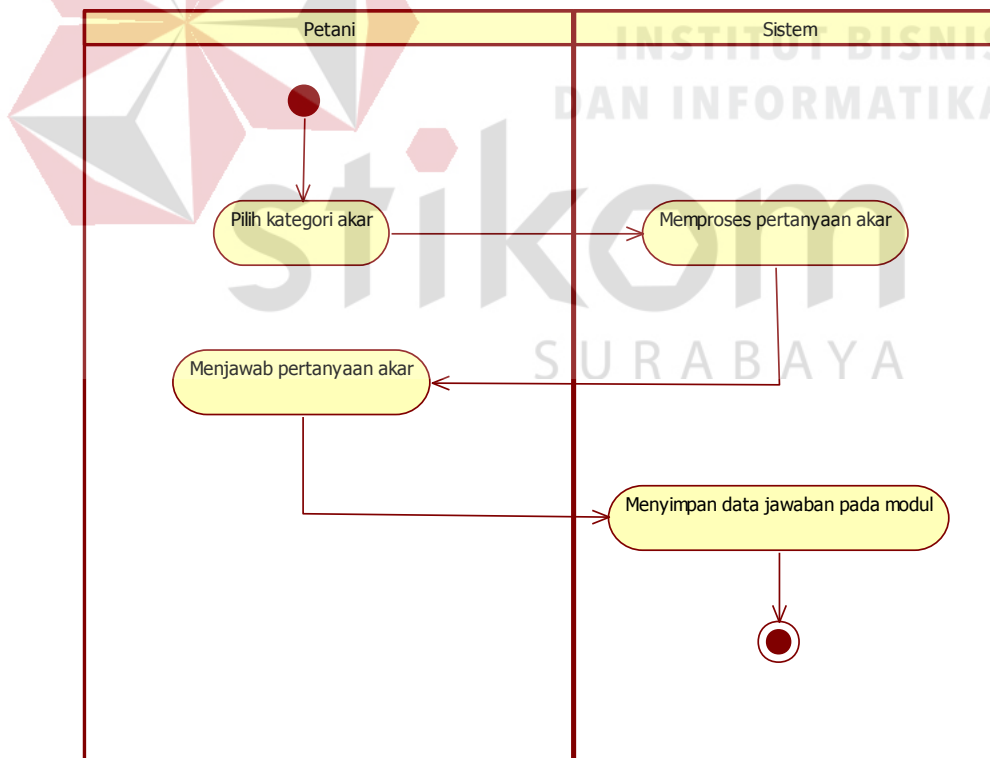 Petani
Sistem
INSTITUT BISNIS
DAN INFORMATIKA
stikom
SURABAYA
Pilih kategori akar
Memproses pertanyaan akar
Menjawab pertanyaan akar
Menyimpan data jawaban pada modul